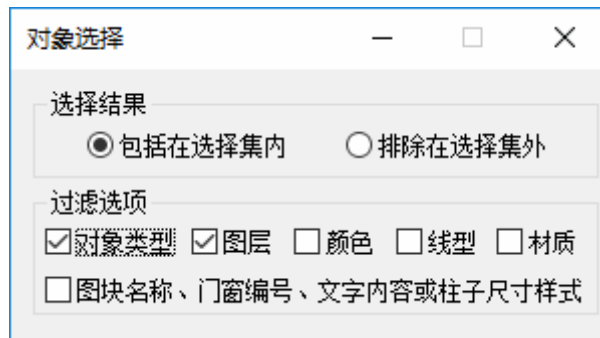 对象选择
选择结果
包括在选择集内 排除在选择集外
过滤选项
对象类型 图层 颜色 线型 材质
图块名称、门窗编号、文字内容或柱子尺寸样式